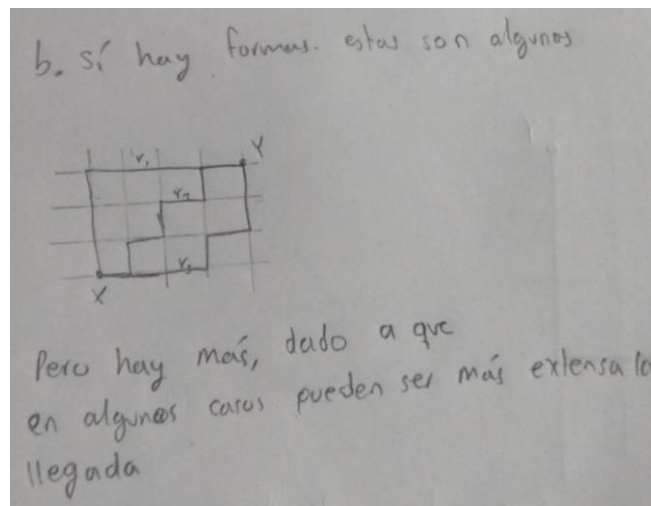 b. sí hay formas. estas son algunos
Y
r₁
r₂
r₃
X
Pero hay más, dado a que
en algunos casos pueden ser más extensa la
llegada